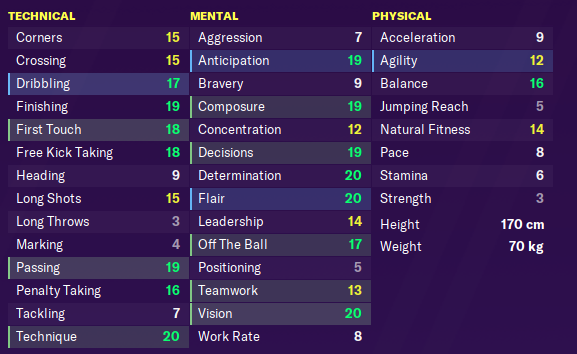 TECHNICAL MENTAL PHYSICAL
Corners 15 Aggression 7 Acceleration 9
Crossing 15 Anticipation 19 Agility 12
Dribbling 17 Bravery 9 Balance 16
Finishing 19 Composure 19 Jumping Reach 5
First Touch 18 Concentration 12 Natural Fitness 14
Free Kick Taking 18 Decisions 19 Pace 8
Heading 9 Determination 20 Stamina 6
Long Shots 15 Flair 20 Strength 3
Long Throws 3 Leadership 14 Height 170 cm
Marking 4 Off The Ball 17 Weight 70 kg
Passing 19 Positioning 5
Penalty Taking 16 Teamwork 13
Tackling 7 Vision 20
Technique 20 Work Rate 8